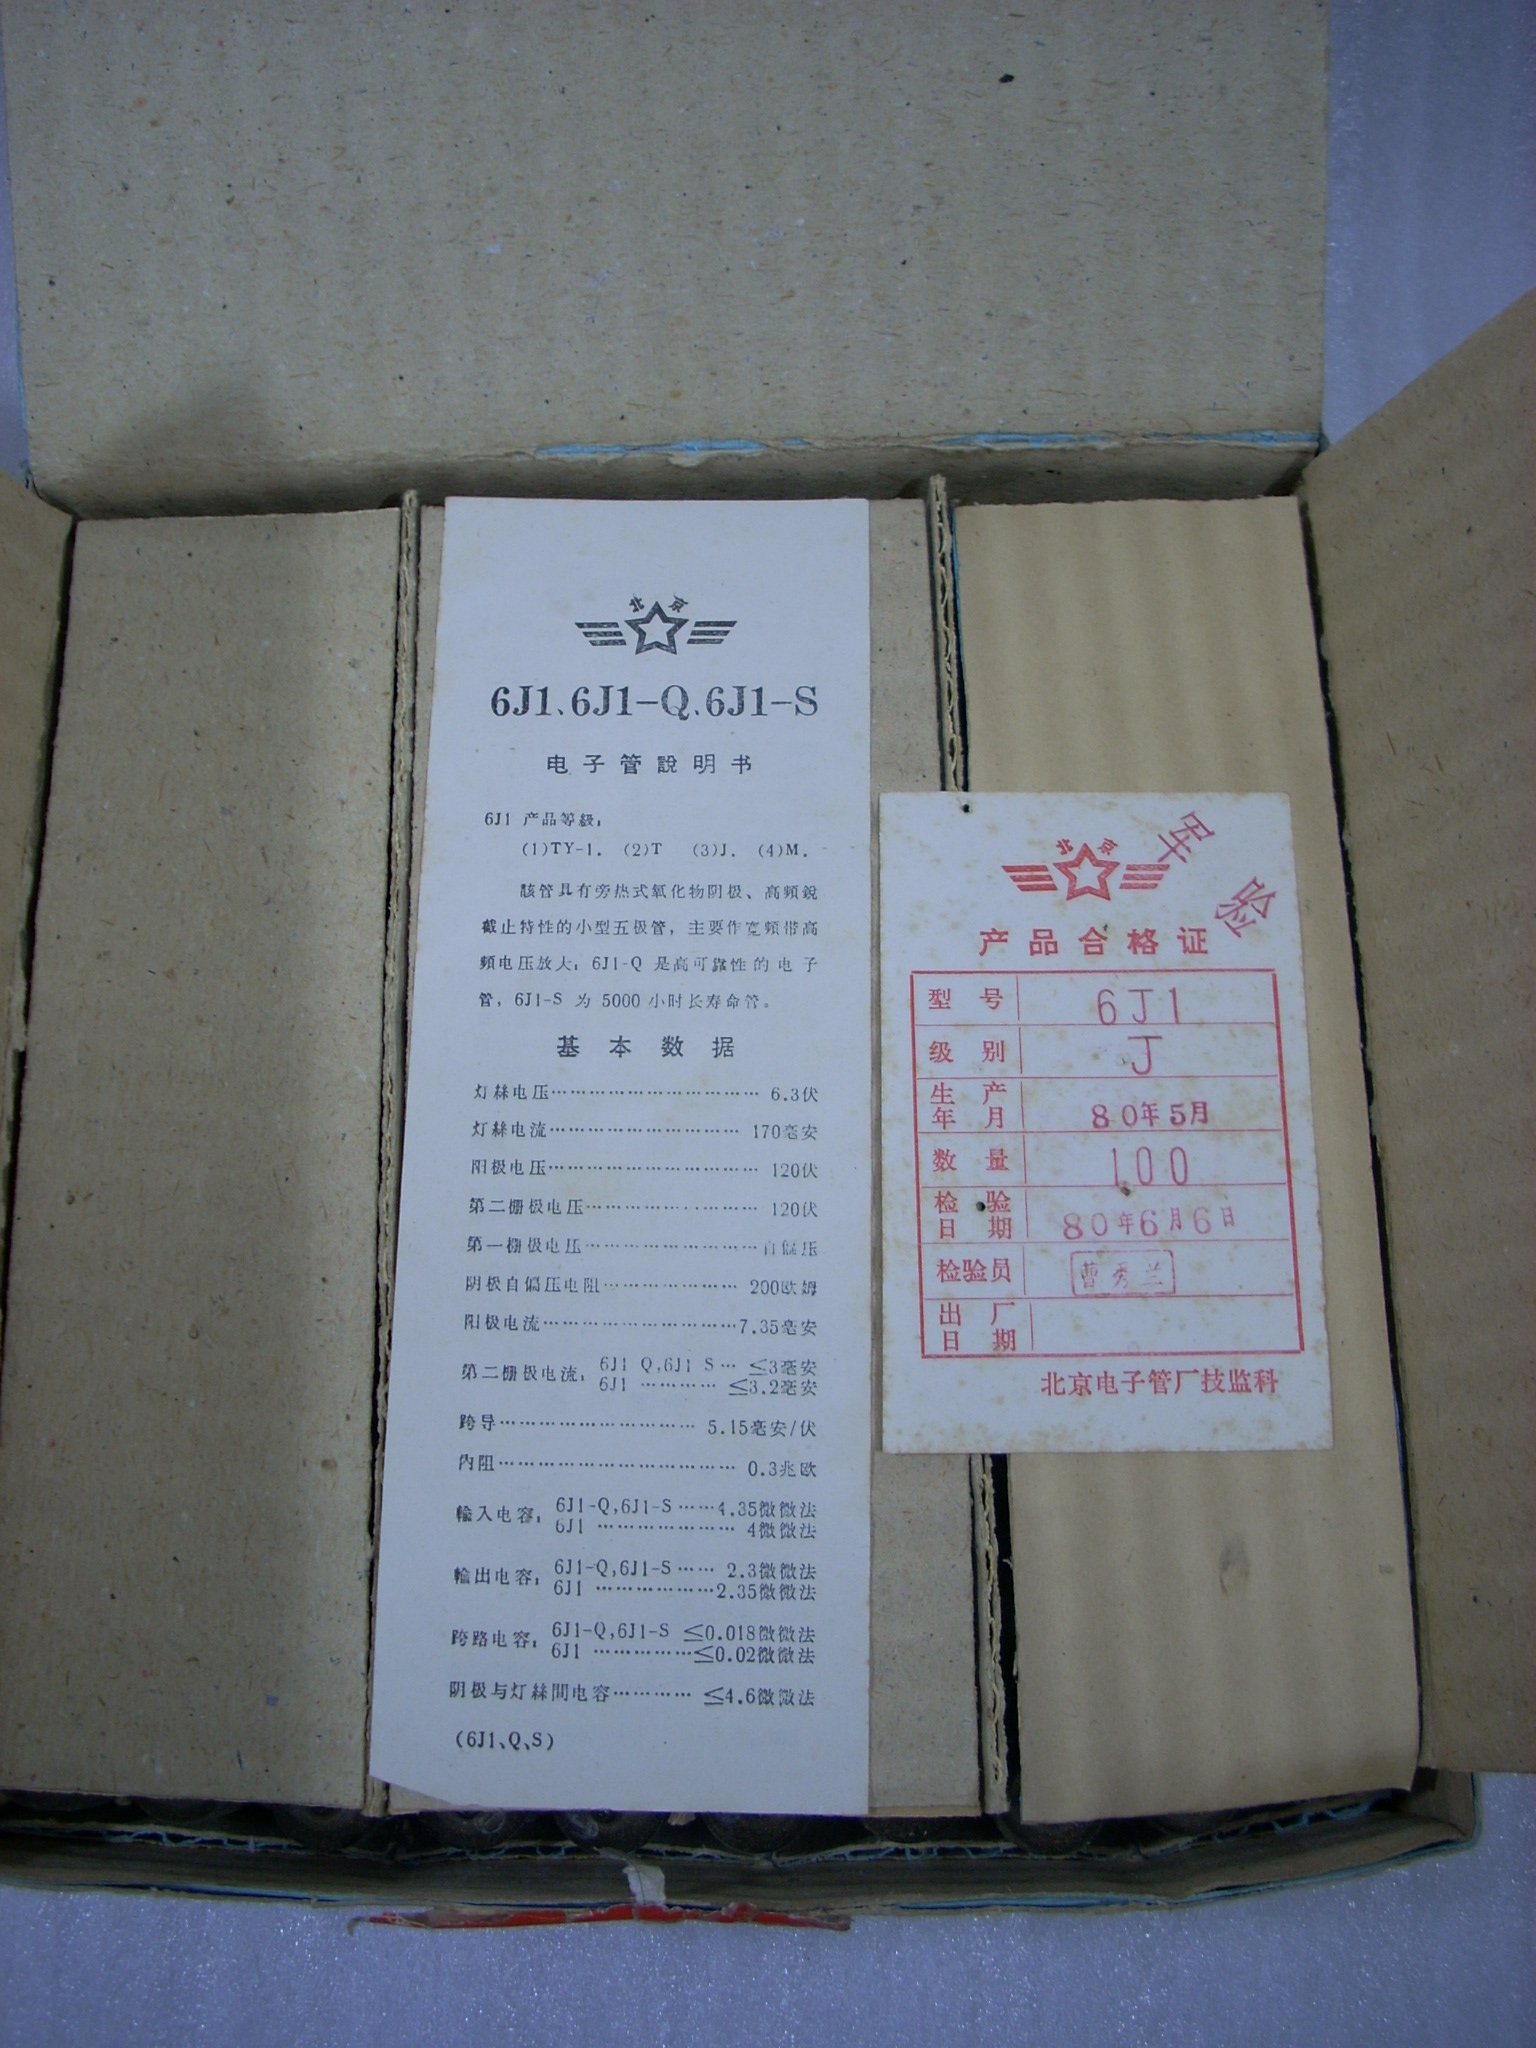 北京
6J1、6J1-Q、6J1-S
电子管說明书
6J1 产品等級：
(1)TY-1. (2)T (3)J. (4)M.
該管具有旁热式氧化物阴极、高頻銳
截止特性的小型五极管，主要作宽頻带高
頻电压放大；6J1-Q 是高可靠性的电子
管，6J1-S 为 5000 小时长寿命管。
基本数据
灯絲电压………………………… 6.3伏
灯絲电流……………………… 170毫安
阳极电压………………………… 120伏
第二栅极电压…………………… 120伏
第一栅极电压……………………自偏压
阴极自偏压电阻……………… 200欧姆
阳极电流………………………7.35毫安
第二栅极电流：6J1 Q,6J1 S… ≤3毫安
6J1 ………… ≤3.2毫安
跨导……………………… 5.15毫安/伏
內阻…………………………… 0.3兆欧
輸入电容：6J1-Q,6J1-S……4.35微微法
6J1 ……………… 4微微法
輸出电容：6J1-Q,6J1-S…… 2.3微微法
6J1 ……………2.35微微法
跨路电容：6J1-Q,6J1-S ≤0.018微微法
6J1 …………≤0.02微微法
阴极与灯絲間电容………… ≤4.6微微法
(6J1、Q、S)
北京
军验
产品合格证
型号 6J1
级别 J
生产年月 80年5月
数量 100
检验日期 80年6月6日
检验员 曹秀兰
出厂日期
北京电子管厂技监科